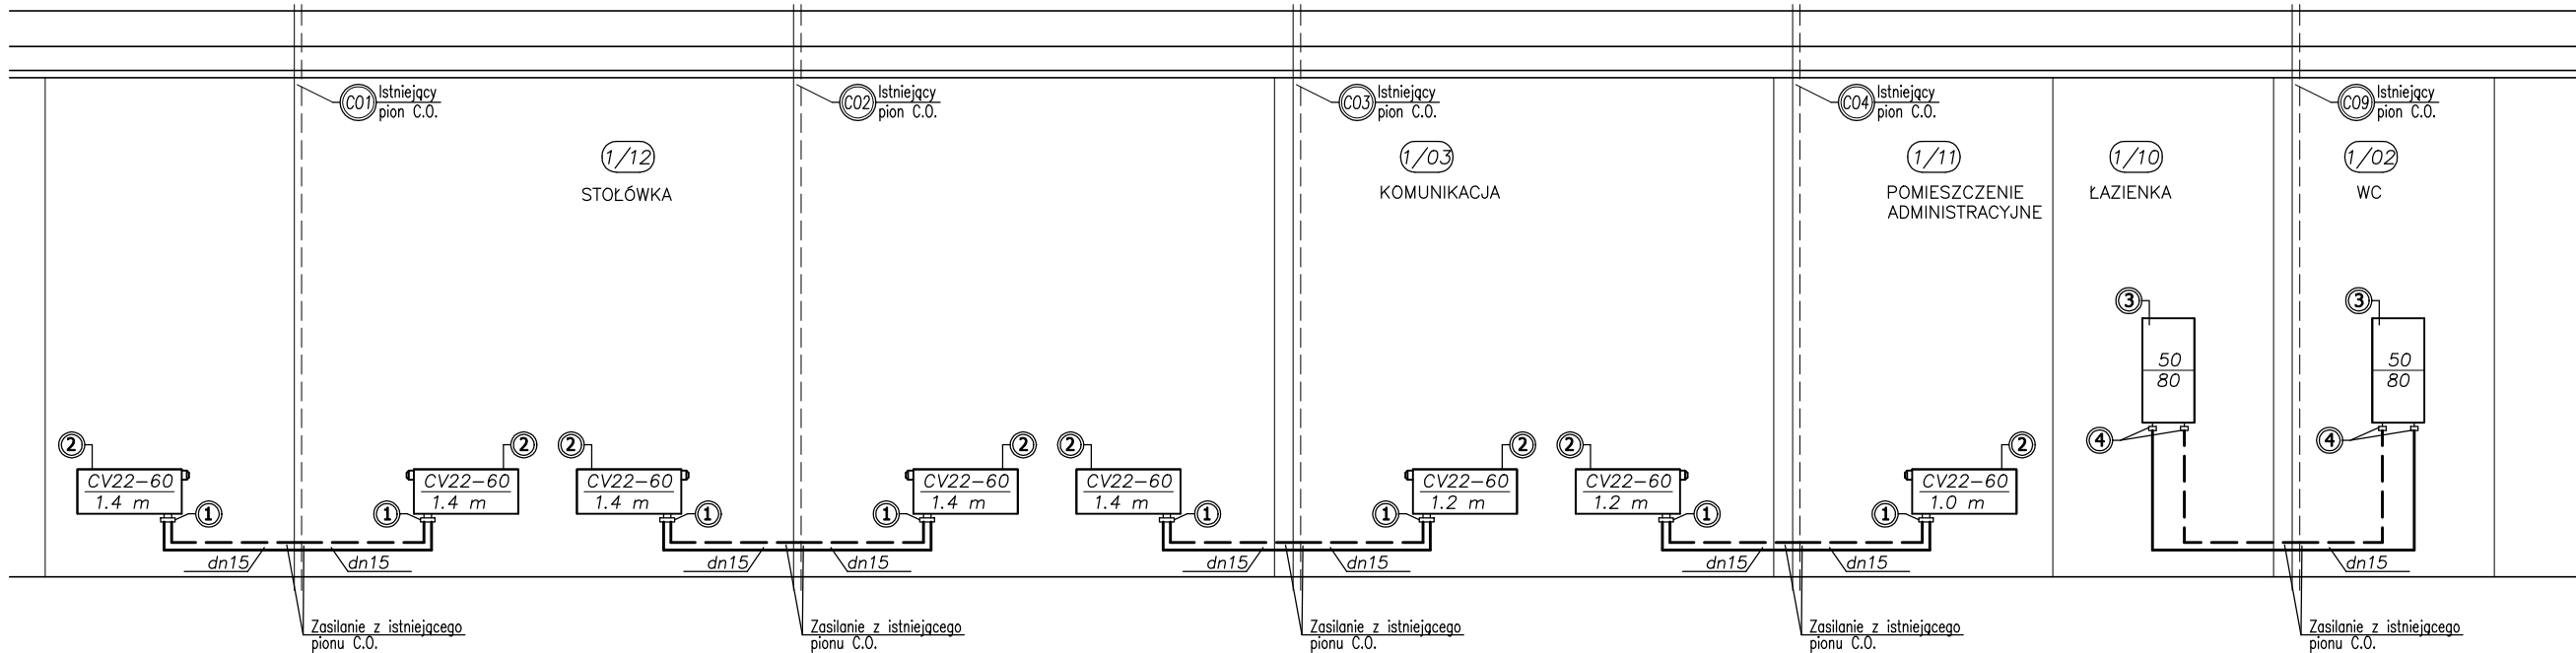 CO1 Istniejący
pion C.O.
CO2 Istniejący
pion C.O.
CO3 Istniejący
pion C.O.
CO4 Istniejący
pion C.O.
CO9 Istniejący
pion C.O.
1/12
STOŁÓWKA
1/03
KOMUNIKACJA
1/11
POMIESZCZENIE
ADMINISTRACYJNE
1/10
ŁAZIENKA
1/02
WC
3
50
80
4
3
50
80
4
2
CV22-60
1.4 m
1
2
CV22-60
1.4 m
1
2
CV22-60
1.4 m
1
2
CV22-60
1.4 m
1
2
CV22-60
1.4 m
1
2
CV22-60
1.2 m
1
2
CV22-60
1.2 m
1
2
CV22-60
1.0 m
1
dn15
dn15
dn15
dn15
dn15
dn15
dn15
dn15
dn15
Zasilanie z istniejącego
pionu C.O.
Zasilanie z istniejącego
pionu C.O.
Zasilanie z istniejącego
pionu C.O.
Zasilanie z istniejącego
pionu C.O.
Zasilanie z istniejącego
pionu C.O.